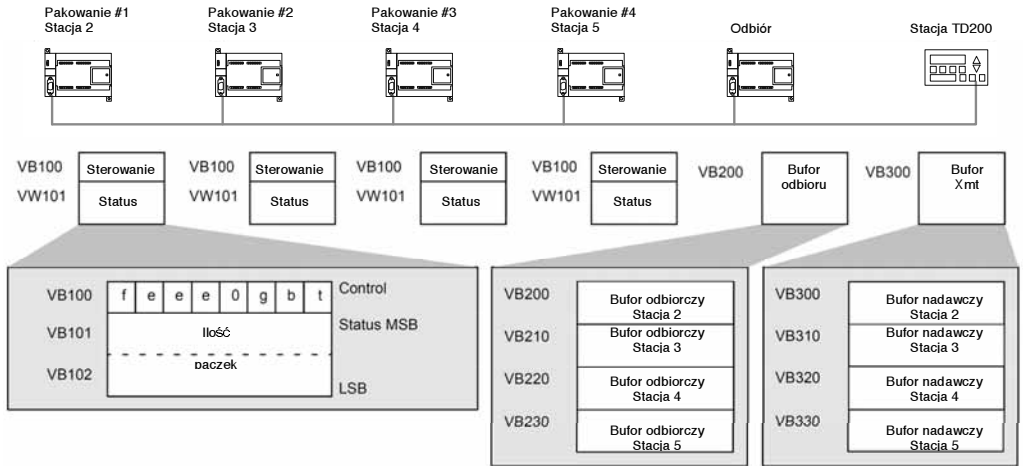 Pakowanie #1
Stacja 2
Pakowanie #2
Stacja 3
Pakowanie #3
Stacja 4
Pakowanie #4
Stacja 5
Odbiór
Stacja TD200
VB100
Sterowanie
VW101
Status
VB100
Sterowanie
VW101
Status
VB100
Sterowanie
VW101
Status
VB100
Sterowanie
VW101
Status
VB200
Bufor
odbioru
VB300
Bufor
Xmt
VB100
f e e e 0 g b t
Control
VB101
Ilość
Status MSB
paczek
VB102
LSB
VB200
Bufor odbiorczy
Stacja 2
VB210
Bufor odbiorczy
Stacja 3
VB220
Bufor odbiorczy
Stacja 4
VB230
Bufor odbiorczy
Stacja 5
VB300
Bufor nadawczy
Stacja 2
VB310
Bufor nadawczy
Stacja 3
VB320
Bufor nadawczy
Stacja 4
VB330
Bufor nadawczy
Stacja 5